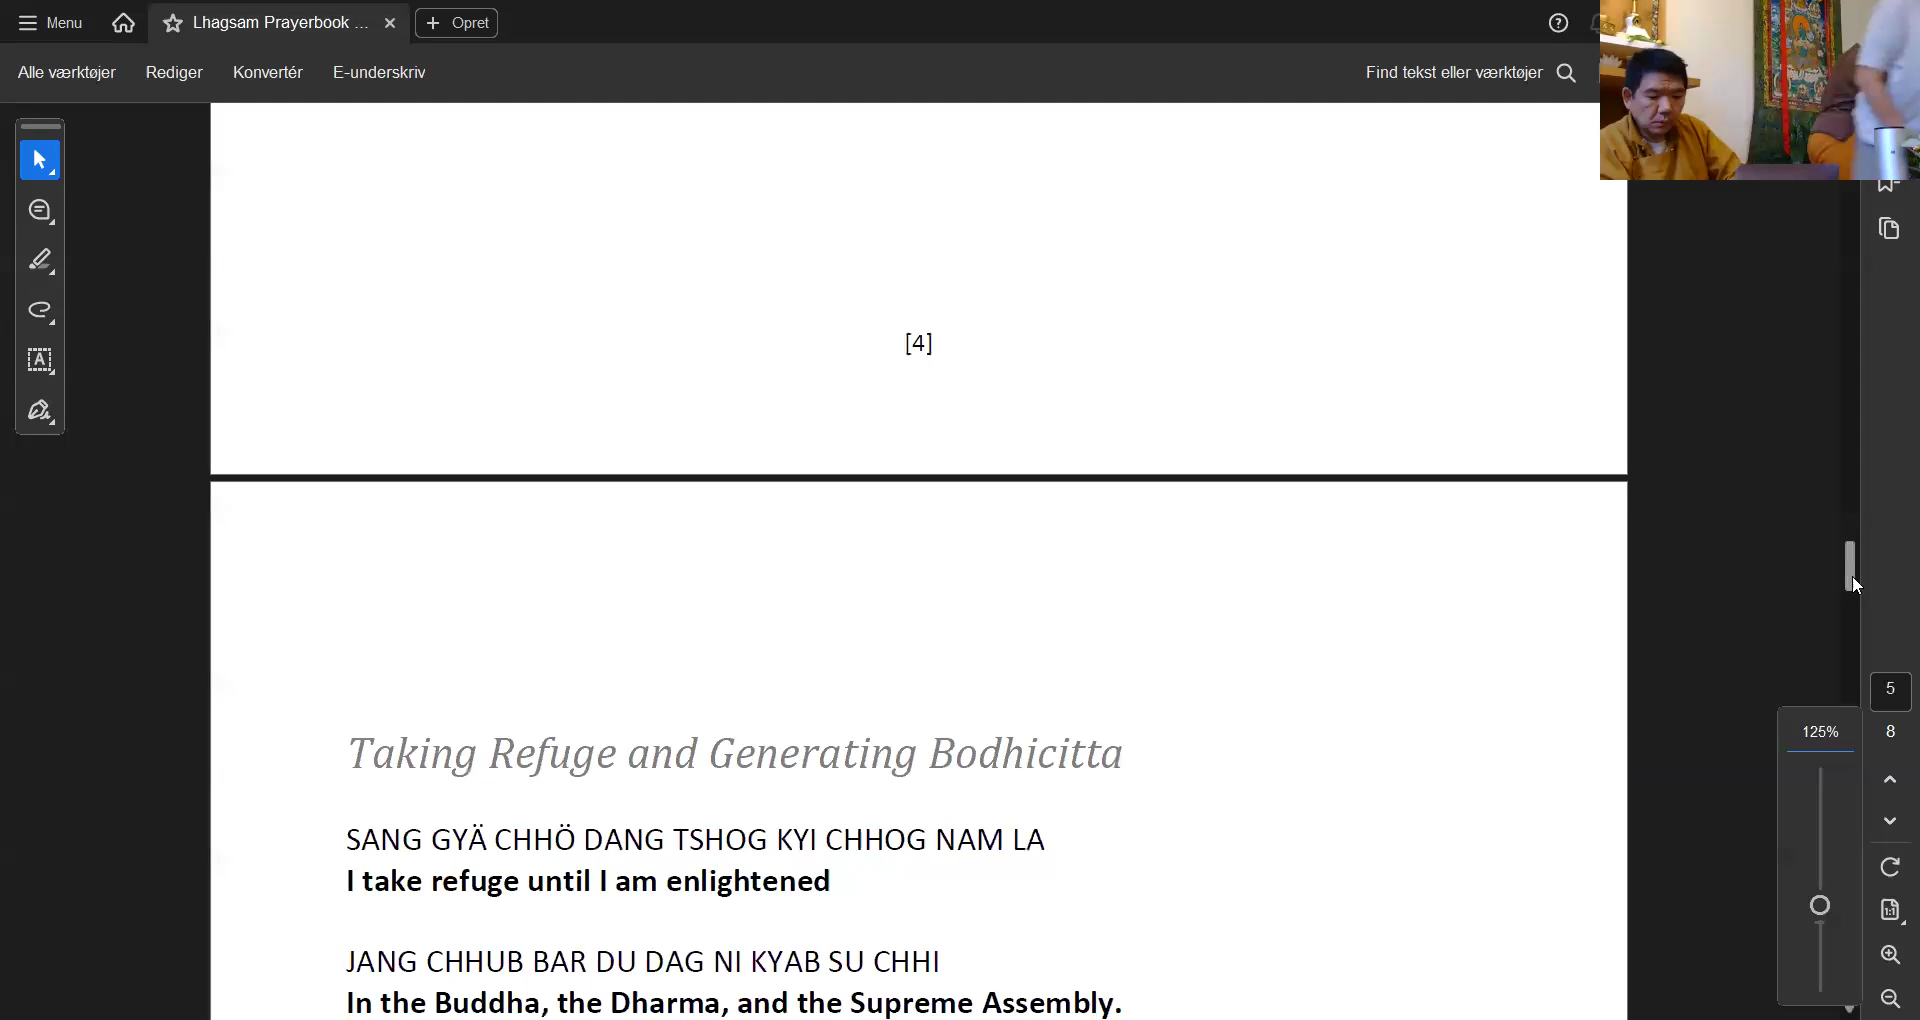 Menu
Lhagsam Prayerbook ...
Opret
Alle værktøjer
Rediger
Konvertér
E-underskriv
Find tekst eller værktøjer
[4]
5
8
125%
Taking Refuge and Generating Bodhicitta
SANG GYÄ CHHÖ DANG TSHOG KYI CHHOG NAM LA
I take refuge until I am enlightened
JANG CHHUB BAR DU DAG NI KYAB SU CHHI
In the Buddha, the Dharma, and the Supreme Assembly.